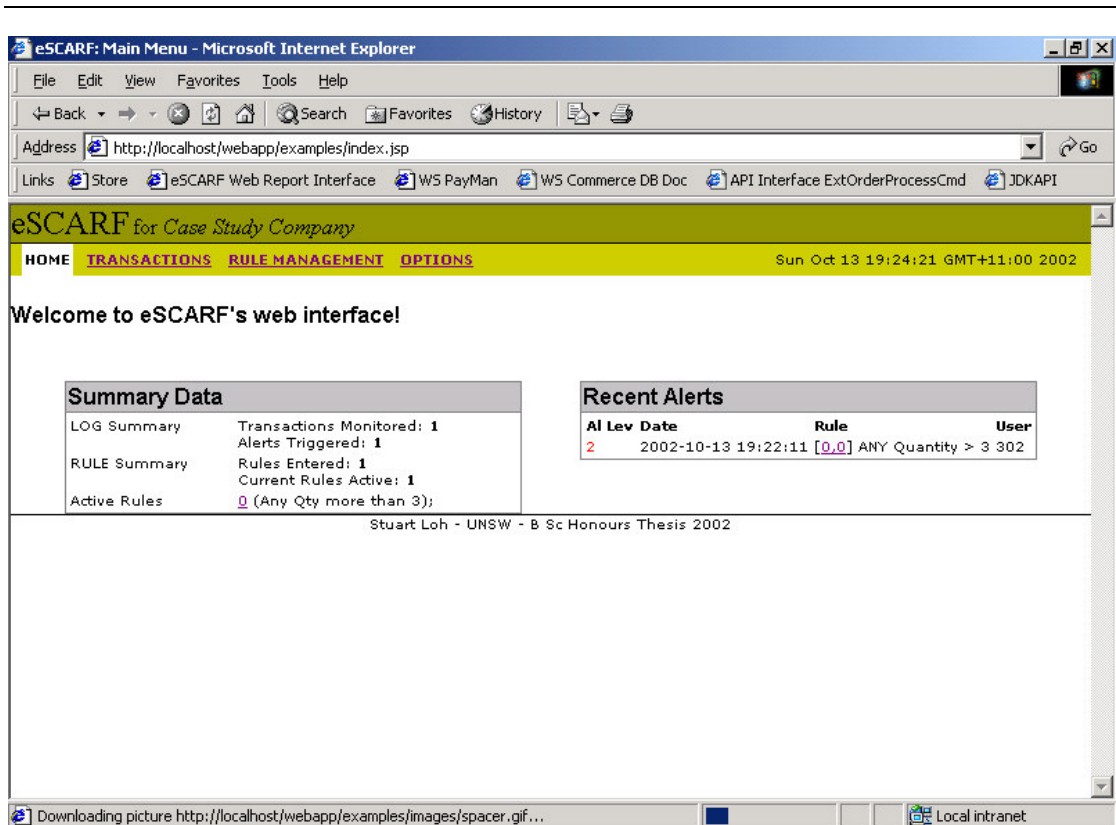 eSCARF: Main Menu - Microsoft Internet Explorer
File Edit View Favorites Tools Help
Back Search Favorites History
Address http://localhost/webapp/examples/index.jsp Go
Links Store eSCARF Web Report Interface WS PayMan WS Commerce DB Doc API Interface ExtOrderProcessCmd JDKAPI
eSCARF for Case Study Company
HOME TRANSACTIONS RULE MANAGEMENT OPTIONS Sun Oct 13 19:24:21 GMT+11:00 2002
Welcome to eSCARF's web interface!
Summary Data
LOG Summary Transactions Monitored: 1
Alerts Triggered: 1
RULE Summary Rules Entered: 1
Current Rules Active: 1
Active Rules 0 (Any Qty more than 3);
Recent Alerts
Al Lev Date Rule User
2 2002-10-13 19:22:11 [0,0] ANY Quantity > 3 302
Stuart Loh - UNSW - B Sc Honours Thesis 2002
Downloading picture http://localhost/webapp/examples/images/spacer.gif... Local intranet